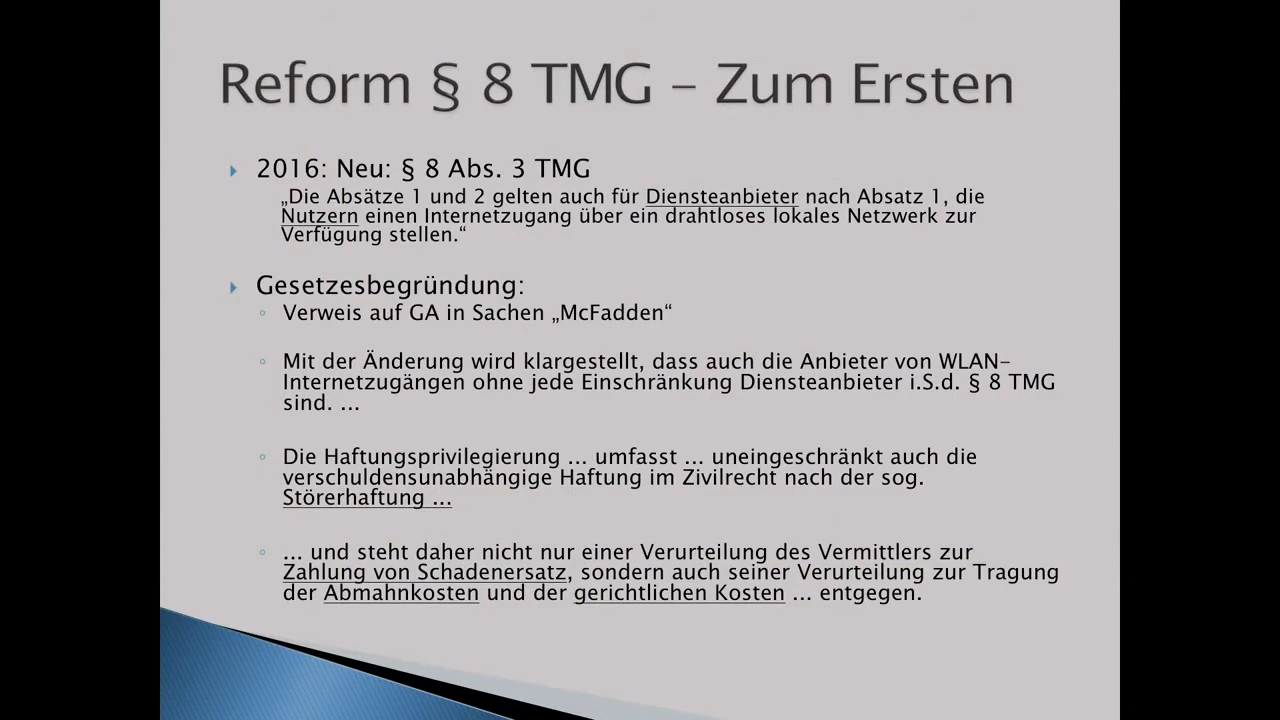 Reform § 8 TMG – Zum Ersten
2016: Neu: § 8 Abs. 3 TMG
„Die Absätze 1 und 2 gelten auch für Diensteanbieter nach Absatz 1, die
Nutzern einen Internetzugang über ein drahtloses lokales Netzwerk zur
Verfügung stellen.“
Gesetzesbegründung:
Verweis auf GA in Sachen „McFadden“
Mit der Änderung wird klargestellt, dass auch die Anbieter von WLAN-
Internetzugängen ohne jede Einschränkung Diensteanbieter i.S.d. § 8 TMG
sind. ...
Die Haftungsprivilegierung ... umfasst ... uneingeschränkt auch die
verschuldensunabhängige Haftung im Zivilrecht nach der sog.
Störerhaftung ...
... und steht daher nicht nur einer Verurteilung des Vermittlers zur
Zahlung von Schadenersatz, sondern auch seiner Verurteilung zur Tragung
der Abmahnkosten und der gerichtlichen Kosten ... entgegen.